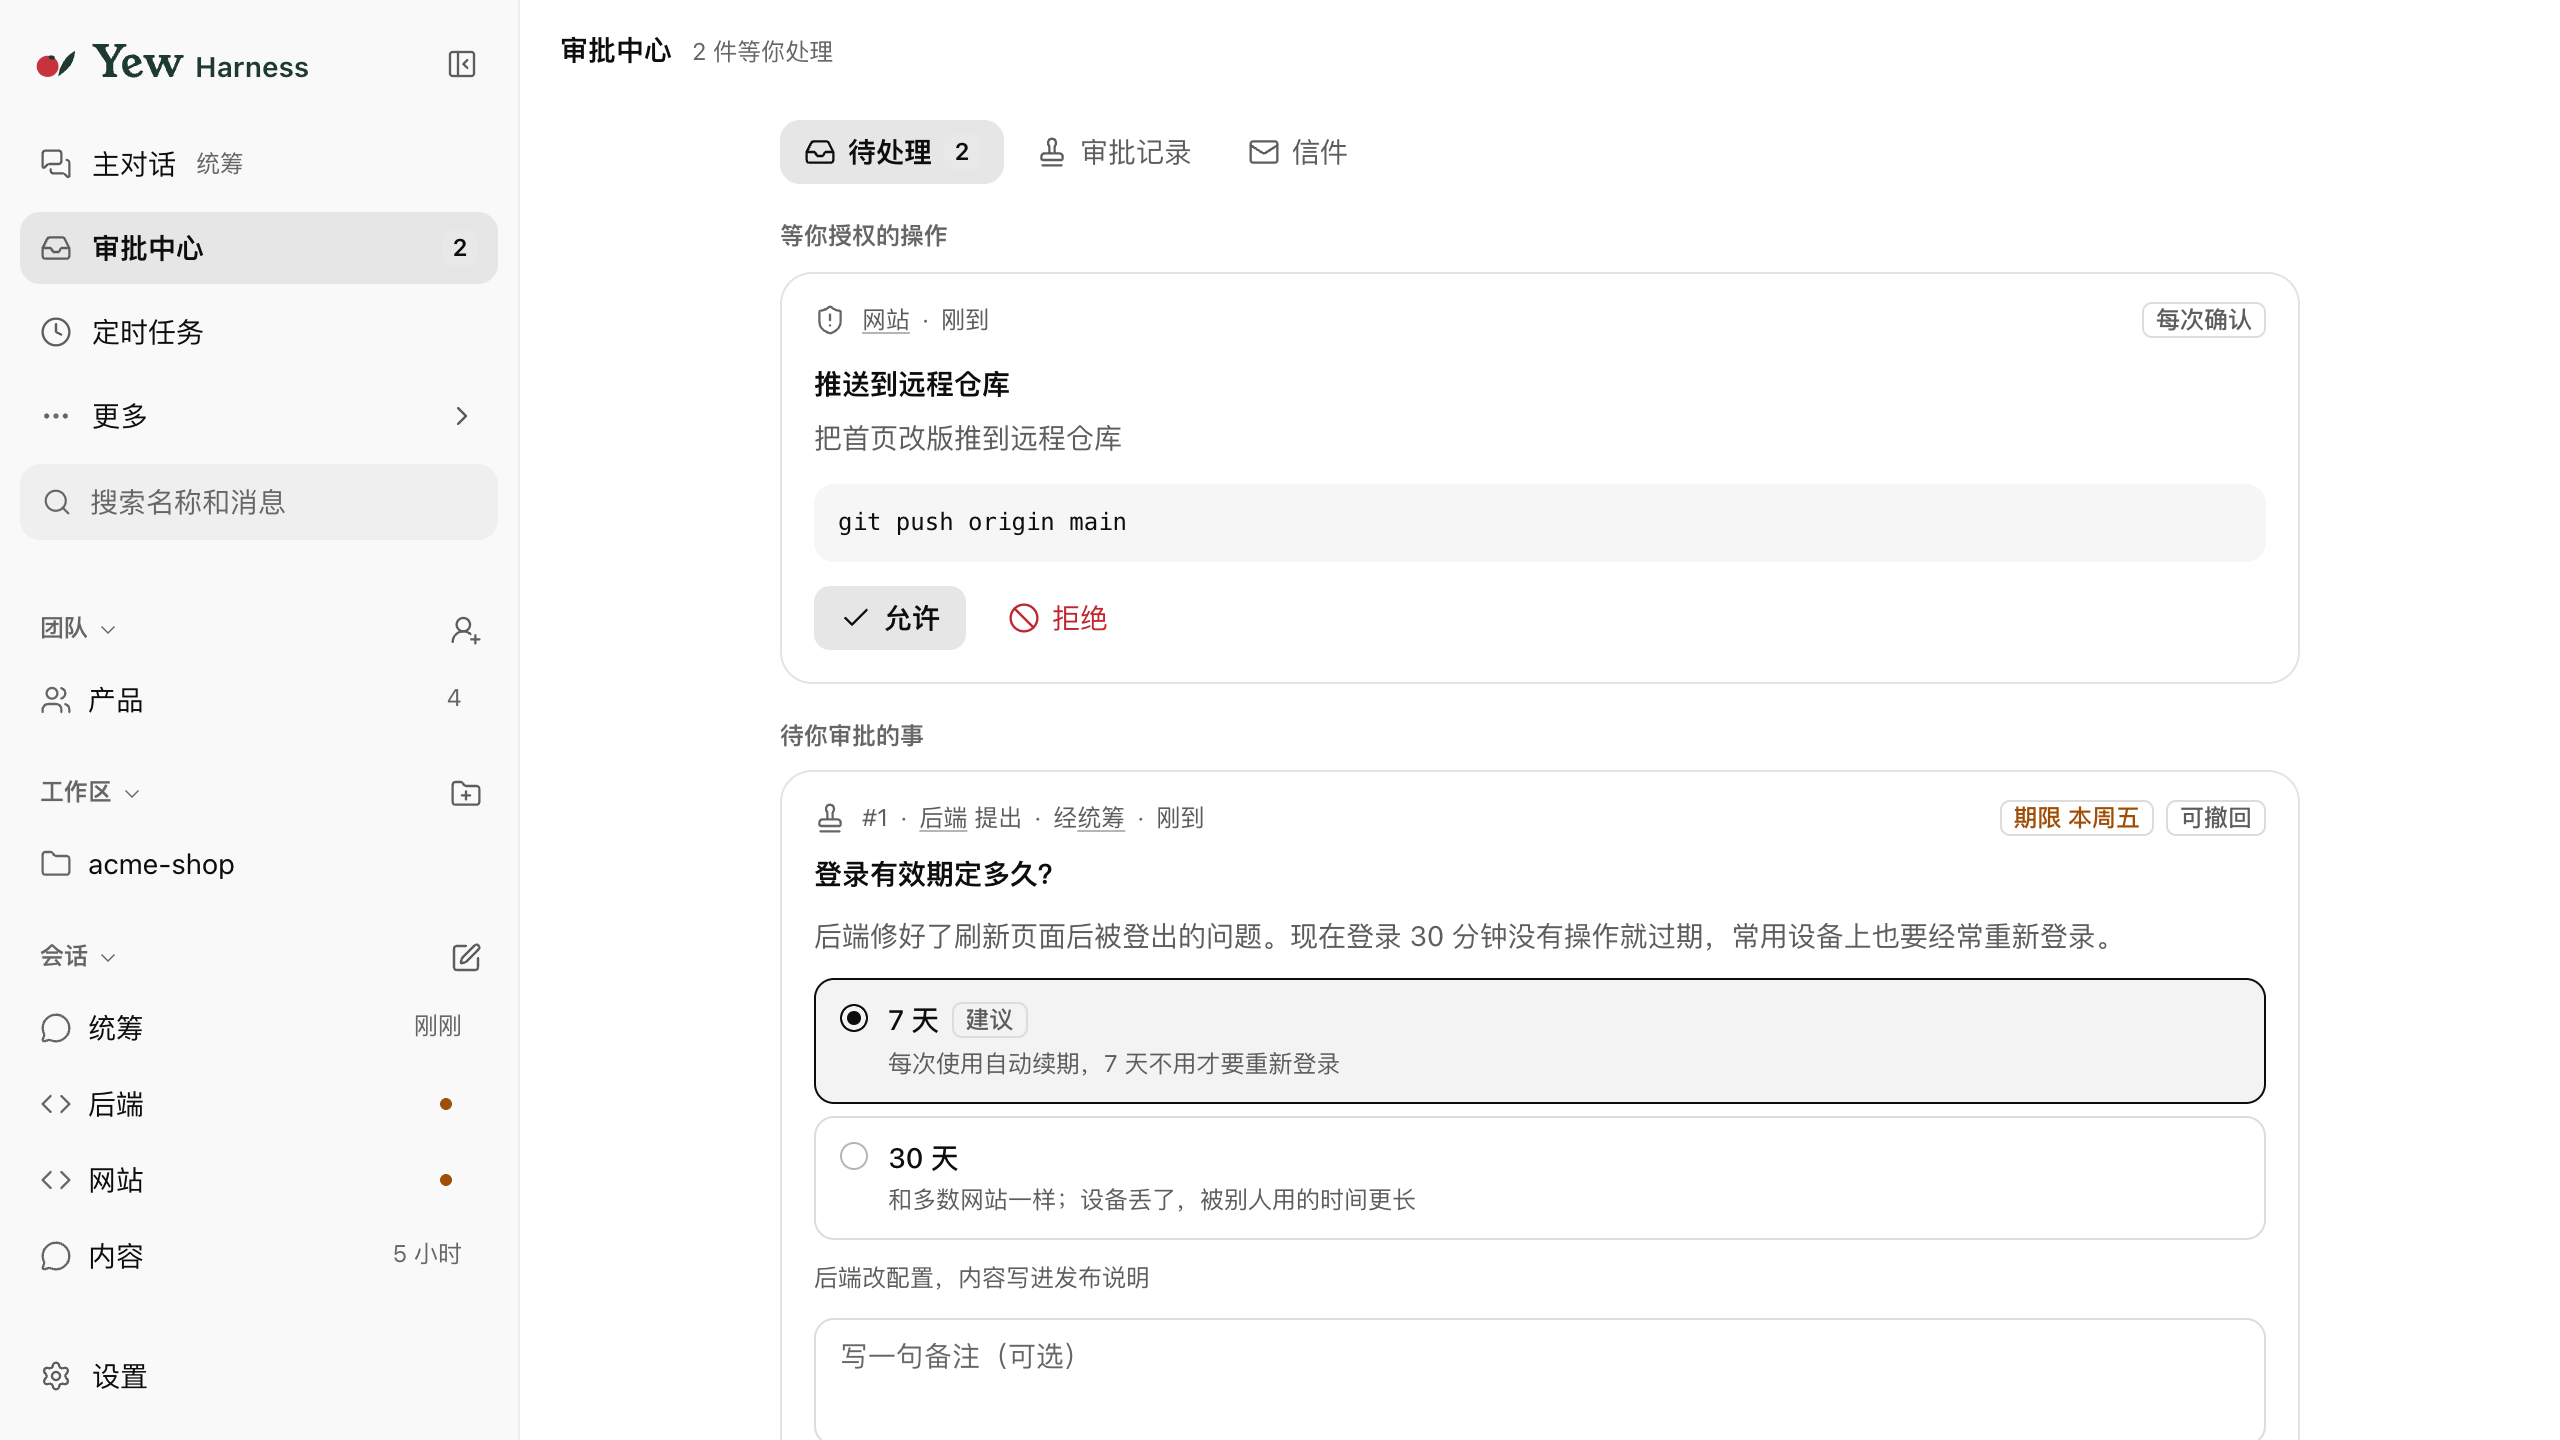 Yew Harness
主对话 统筹
审批中心 2
定时任务
更多
搜索名称和消息
团队
产品 4
工作区
acme-shop
会话
统筹 刚刚
后端
网站
内容 5 小时
设置
审批中心 2 件等你处理
待处理 2 审批记录 信件
等你授权的操作
网站 · 刚到 每次确认
推送到远程仓库
把首页改版推到远程仓库
git push origin main
允许 拒绝
待你审批的事
#1 · 后端 提出 · 经统筹 · 刚到 期限 本周五 可撤回
登录有效期定多久？
后端修好了刷新页面后被登出的问题。现在登录 30 分钟没有操作就过期，常用设备上也要经常重新登录。
7 天 建议
每次使用自动续期，7 天不用才要重新登录
30 天
和多数网站一样；设备丢了，被别人用的时间更长
后端改配置，内容写进发布说明
写一句备注（可选）